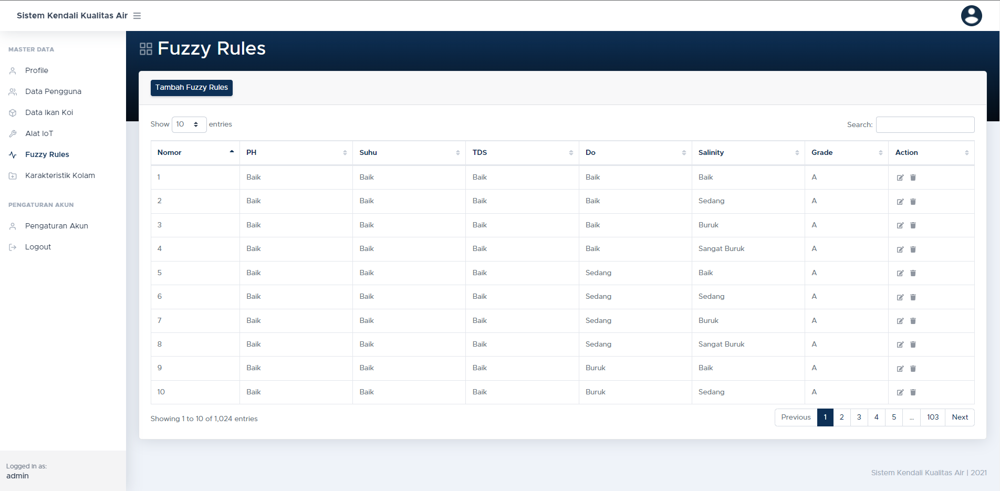 Sistem Kendali Kualitas Air
MASTER DATA
Profile
Data Pengguna
Data Ikan Koi
Alat IoT
Fuzzy Rules
Karakteristik Kolam
PENGATURAN AKUN
Pengaturan Akun
Logout
Logged in as:
admin
Fuzzy Rules
Tambah Fuzzy Rules
Show 10 entries
Search:
Nomor PH Suhu TDS Do Salinity Grade Action
1 Baik Baik Baik Baik Baik A
2 Baik Baik Baik Baik Sedang A
3 Baik Baik Baik Baik Buruk A
4 Baik Baik Baik Baik Sangat Buruk A
5 Baik Baik Baik Sedang Baik A
6 Baik Baik Baik Sedang Sedang A
7 Baik Baik Baik Sedang Buruk A
8 Baik Baik Baik Sedang Sangat Buruk A
9 Baik Baik Baik Buruk Baik A
10 Baik Baik Baik Buruk Sedang A
Showing 1 to 10 of 1,024 entries
Previous 1 2 3 4 5 … 103 Next
Sistem Kendali Kualitas Air | 2021